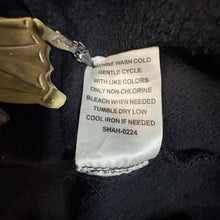 MACHINE WASH COLD
GENTLE CYCLE
WITH LIKE COLORS
ONLY NON-CHLORINE
BLEACH WHEN NEEDED
TUMBLE DRY LOW
COOL IRON IF NEEDED
SHAH-0224